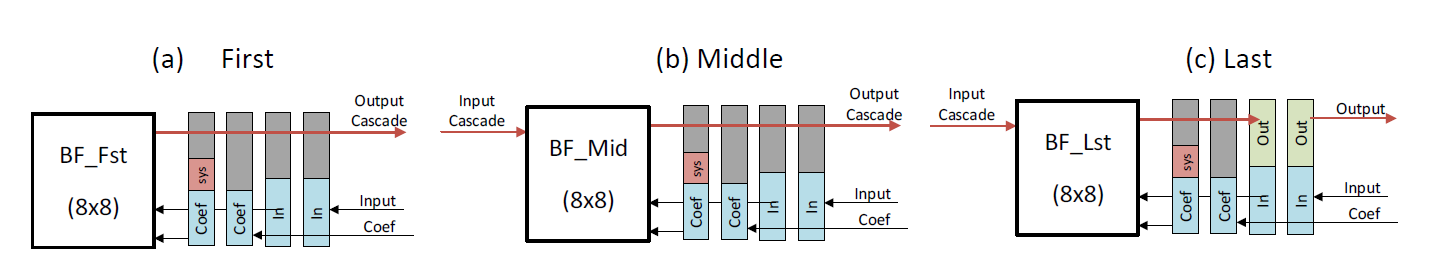 (a) First
Output
Cascade
BF_Fst
(8x8)
sys
Coef
Coef
In
In
Input
Coef
(b) Middle
Input
Cascade
Output
Cascade
BF_Mid
(8x8)
sys
Coef
Coef
In
In
Input
Coef
(c) Last
Input
Cascade
Output
BF_Lst
(8x8)
sys
Coef
Coef
Out
In
Out
In
Input
Coef